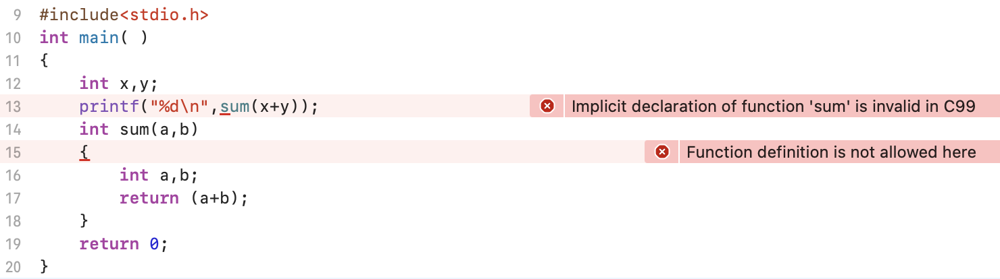 9 #include<stdio.h>
10 int main( )
11 {
12 int x,y;
13 printf("%d\n",sum(x+y)); Implicit declaration of function 'sum' is invalid in C99
14 int sum(a,b)
15 { Function definition is not allowed here
16 int a,b;
17 return (a+b);
18 }
19 return 0;
20 }